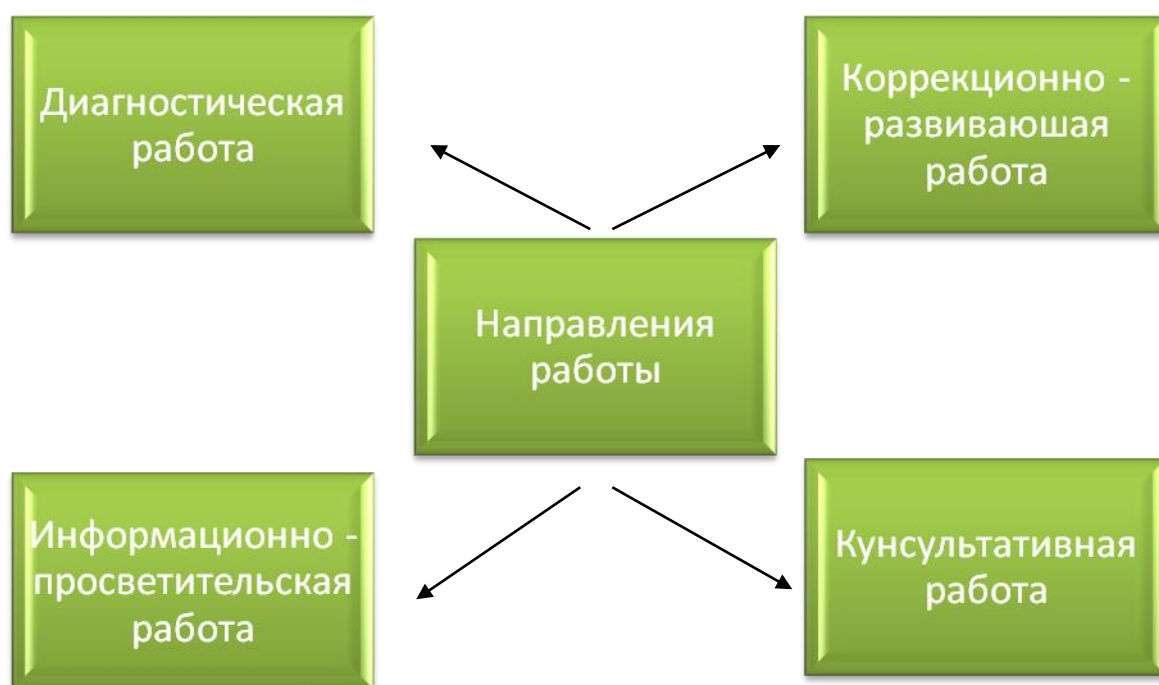 Диагностическая
работа
Коррекционно -
развиваюшая
работа
Направления
работы
Информационно -
просветительская
работа
Кунсультативная
работа